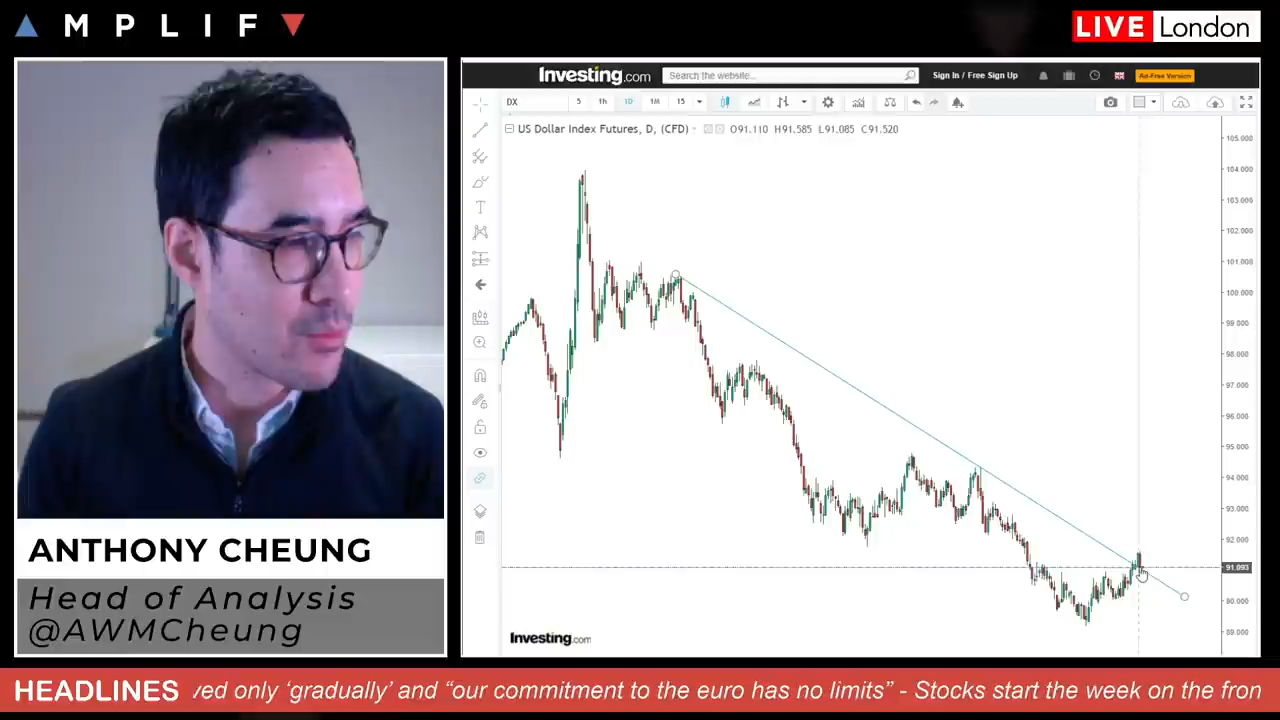 MPLIF
LIVE London
Investing.com
Search the website...
Sign In / Free Sign Up
Ad-Free Version
DX 5 1h 1D 1M 15
US Dollar Index Futures, D, (CFD) O91.110 H91.585 L91.085 C91.520
105.000
104.000
103.000
102.000
101.000
100.000
99.000
98.000
97.000
96.000
95.000
94.000
93.000
92.000
91.093
90.000
89.000
Investing.com
ANTHONY CHEUNG
Head of Analysis
@AWMCheung
HEADLINES ved only ‘gradually’ and “our commitment to the euro has no limits” - Stocks start the week on the fron